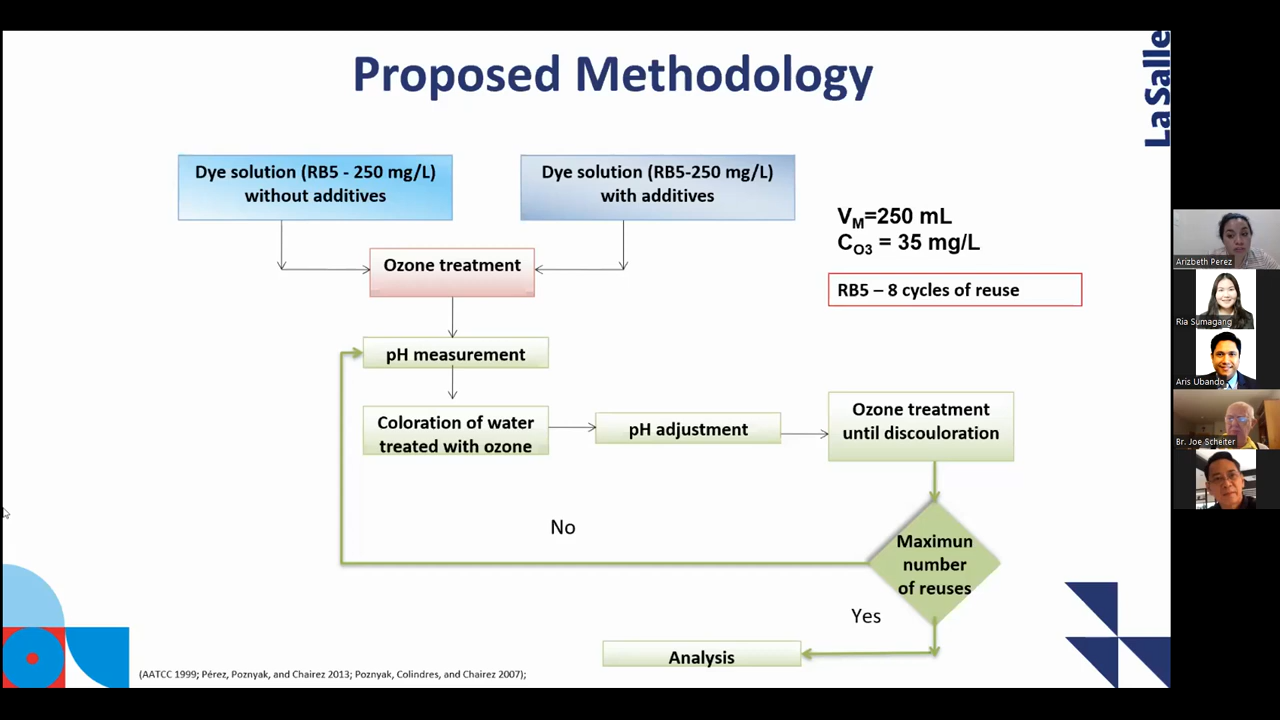 Proposed Methodology
La Salle
Dye solution (RB5 - 250 mg/L)
without additives
Dye solution (RB5-250 mg/L)
with additives
VM=250 mL
CO3 = 35 mg/L
Ozone treatment
RB5 – 8 cycles of reuse
pH measurement
Coloration of water
treated with ozone
pH adjustment
Ozone treatment
until discouloration
No
Maximun
number
of reuses
Yes
Analysis
(AATCC 1999; Pérez, Poznyak, and Chairez 2013; Poznyak, Colindres, and Chairez 2007);
Arizbeth Perez
Ria Sumagang
Aris Ubando
Br. Joe Scheiter